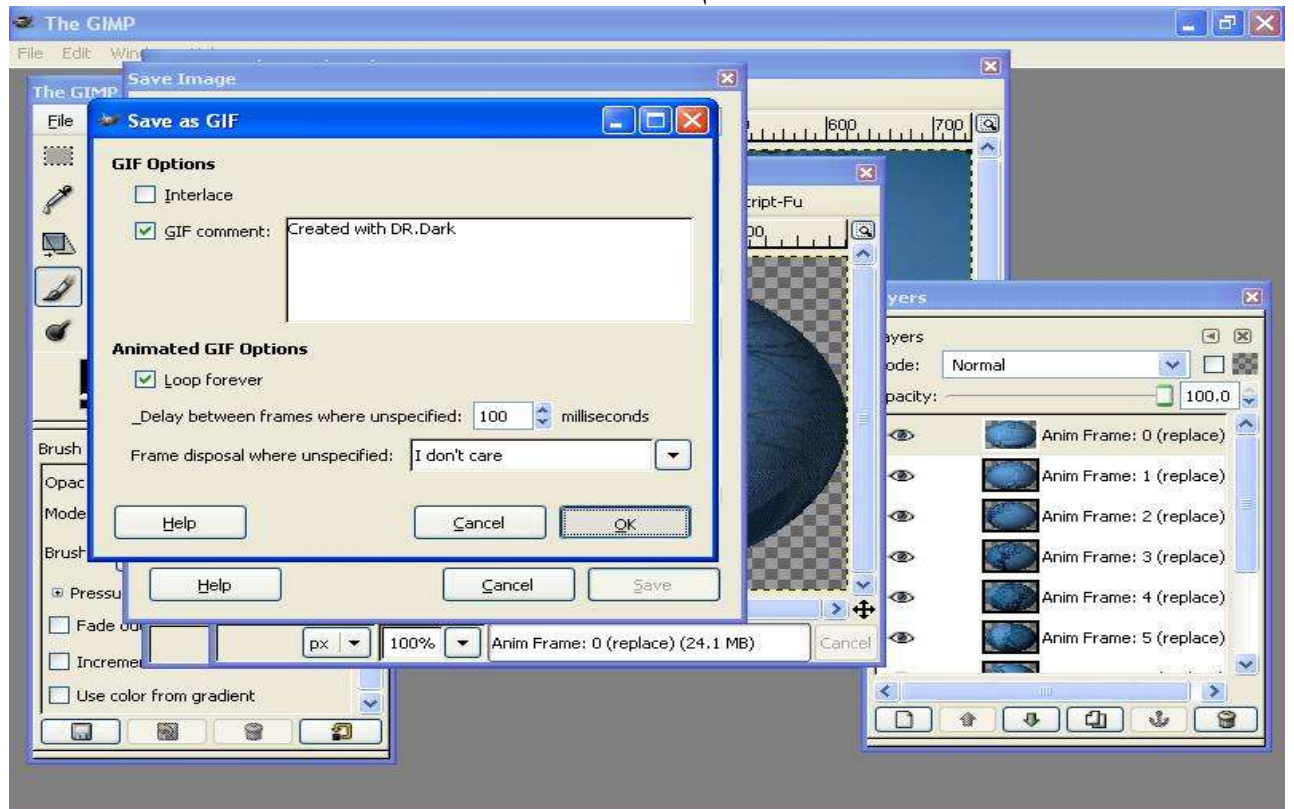 The GIMP
File Edit
Save Image
The GIMP
File
Save as GIF
600 700
GIF Options
Interlace
GIF comment: Created with DR.Dark
cript-Fu
Animated GIF Options
Loop forever
_Delay between frames where unspecified: 100 milliseconds
Frame disposal where unspecified: I don't care
Help Cancel OK
Help Cancel Save
yers
ayers
ode: Normal
pacity: 100.0
Anim Frame: 0 (replace)
Anim Frame: 1 (replace)
Anim Frame: 2 (replace)
Anim Frame: 3 (replace)
Anim Frame: 4 (replace)
Anim Frame: 5 (replace)
Brush
Opac
Mode
Brush
Pressu
Fade ou
Increme
Use color from gradient
px 100% Anim Frame: 0 (replace) (24.1 MB) Cancel